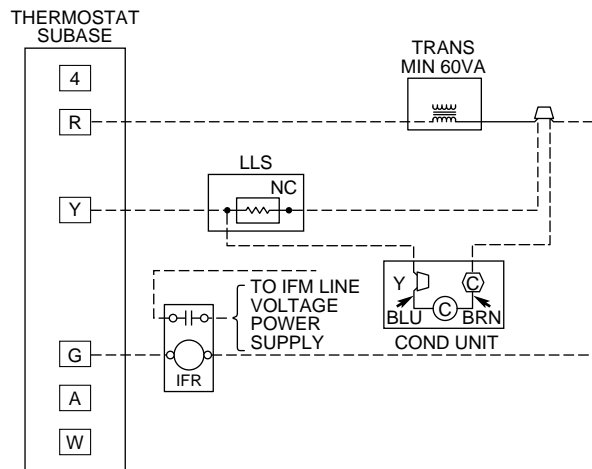 THERMOSTAT
SUBASE
4
R
Y
G
A
W
TRANS
MIN 60VA
LLS
NC
TO IFM LINE
VOLTAGE
POWER
SUPPLY
IFR
Y
C
C
BLU
BRN
COND UNIT